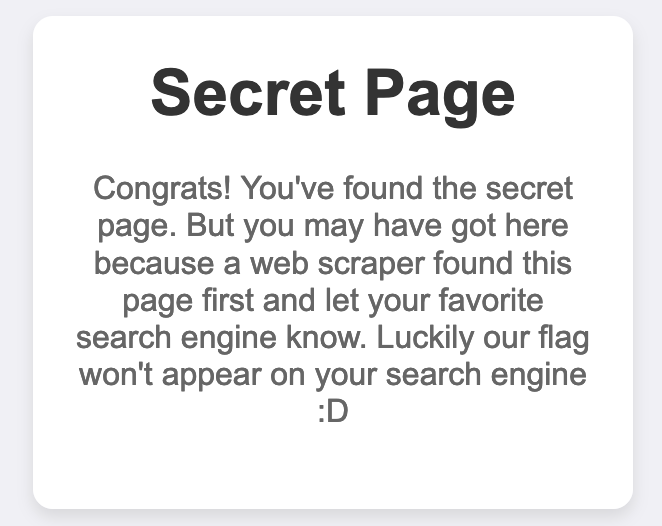 Secret Page
Congrats! You've found the secret
page. But you may have got here
because a web scraper found this
page first and let your favorite
search engine know. Luckily our flag
won't appear on your search engine
:D